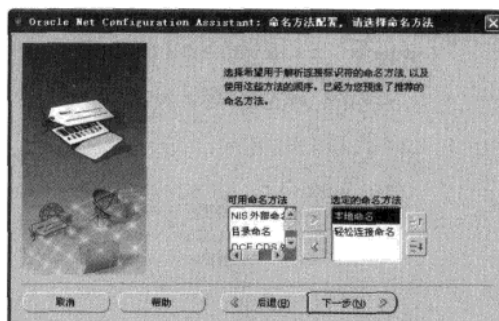 Oracle Net Configuration Assistant: 命名方法配置, 请选择命名方法
选择希望用于解析连接标识符的命名方法, 以及
使用这些方法的顺序。已经为您预选了推荐的
命名方法。
可用命名方法
选定的命名方法
NIS 外部命名
目录命名
DCE CDS
本地命名
轻松连接命名
取消
帮助
后退(B)
下一步(N)